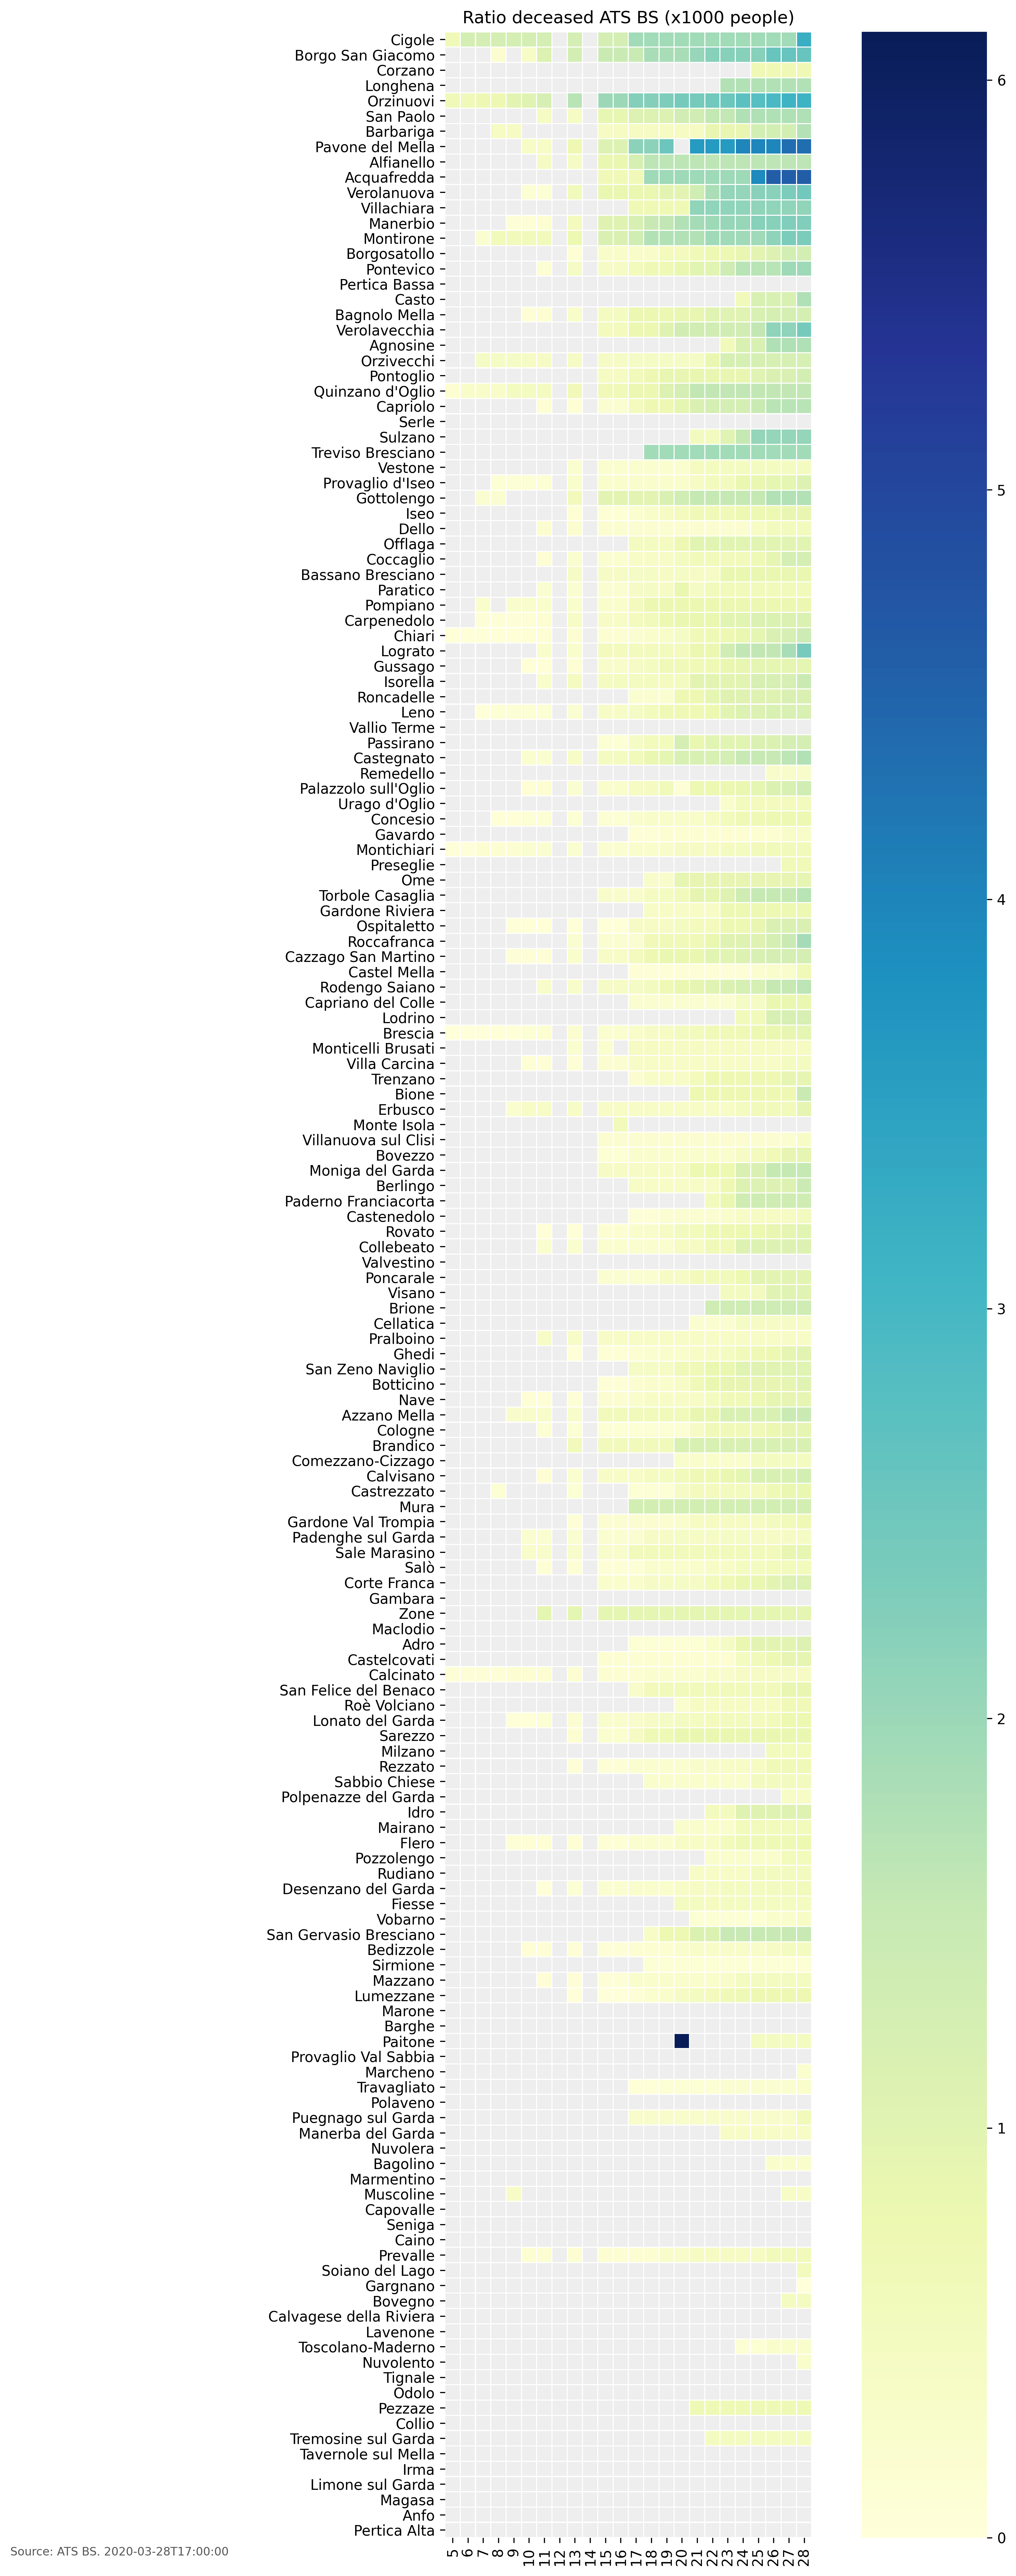 Ratio deceased ATS BS (x1000 people)
Cigole
Borgo San Giacomo
Corzano
Longhena
Orzinuovi
San Paolo
Barbariga
Pavone del Mella
Alfianello
Acquafredda
Verolanuova
Villachiara
Manerbio
Montirone
Borgosatollo
Pontevico
Pertica Bassa
Casto
Bagnolo Mella
Verolavecchia
Agnosine
Orzivecchi
Pontoglio
Quinzano d'Oglio
Capriolo
Serle
Sulzano
Treviso Bresciano
Vestone
Provaglio d'Iseo
Gottolengo
Iseo
Dello
Offlaga
Coccaglio
Bassano Bresciano
Paratico
Pompiano
Carpenedolo
Chiari
Lograto
Gussago
Isorella
Roncadelle
Leno
Vallio Terme
Passirano
Castegnato
Remedello
Palazzolo sull'Oglio
Urago d'Oglio
Concesio
Gavardo
Montichiari
Preseglie
Ome
Torbole Casaglia
Gardone Riviera
Ospitaletto
Roccafranca
Cazzago San Martino
Castel Mella
Rodengo Saiano
Capriano del Colle
Lodrino
Brescia
Monticelli Brusati
Villa Carcina
Trenzano
Bione
Erbusco
Monte Isola
Villanuova sul Clisi
Bovezzo
Moniga del Garda
Berlingo
Paderno Franciacorta
Castenedolo
Rovato
Collebeato
Valvestino
Poncarale
Visano
Brione
Cellatica
Pralboino
Ghedi
San Zeno Naviglio
Botticino
Nave
Azzano Mella
Cologne
Brandico
Comezzano-Cizzago
Calvisano
Castrezzato
Mura
Gardone Val Trompia
Padenghe sul Garda
Sale Marasino
Salò
Corte Franca
Gambara
Zone
Maclodio
Adro
Castelcovati
Calcinato
San Felice del Benaco
Roè Volciano
Lonato del Garda
Sarezzo
Milzano
Rezzato
Sabbio Chiese
Polpenazze del Garda
Idro
Mairano
Flero
Pozzolengo
Rudiano
Desenzano del Garda
Fiesse
Vobarno
San Gervasio Bresciano
Bedizzole
Sirmione
Mazzano
Lumezzane
Marone
Barghe
Paitone
Provaglio Val Sabbia
Marcheno
Travagliato
Polaveno
Puegnago sul Garda
Manerba del Garda
Nuvolera
Bagolino
Marmentino
Muscoline
Capovalle
Seniga
Caino
Prevalle
Soiano del Lago
Gargnano
Bovegno
Calvagese della Riviera
Lavenone
Toscolano-Maderno
Nuvolento
Tignale
Odolo
Pezzaze
Collio
Tremosine sul Garda
Tavernole sul Mella
Irma
Limone sul Garda
Magasa
Anfo
Pertica Alta
5 6 7 8 9 10 11 12 13 14 15 16 17 18 19 20 21 22 23 24 25 26 27 28
6
5
4
3
2
1
0
Source: ATS BS. 2020-03-28T17:00:00